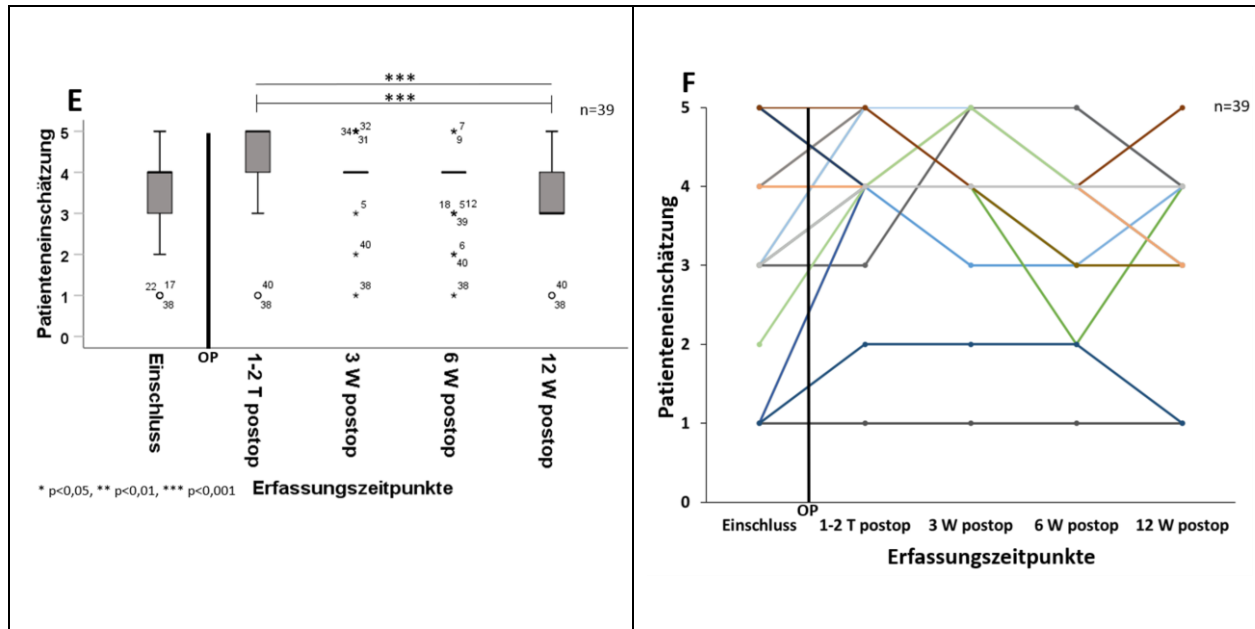 E
***
***
n=39
Patienteneinschätzung
5
4
3
2
1
0
22 17
38
40
38
34 32
31
5
40
38
7
9
18 512
39
6
40
38
40
38
OP
Einschluss
1-2 T postop
3 W postop
6 W postop
12 W postop
* p<0,05, ** p<0,01, *** p<0,001
Erfassungszeitpunkte
F
n=39
Patienteneinschätzung
5
4
3
2
1
0
OP
Einschluss
1-2 T postop
3 W postop
6 W postop
12 W postop
Erfassungszeitpunkte